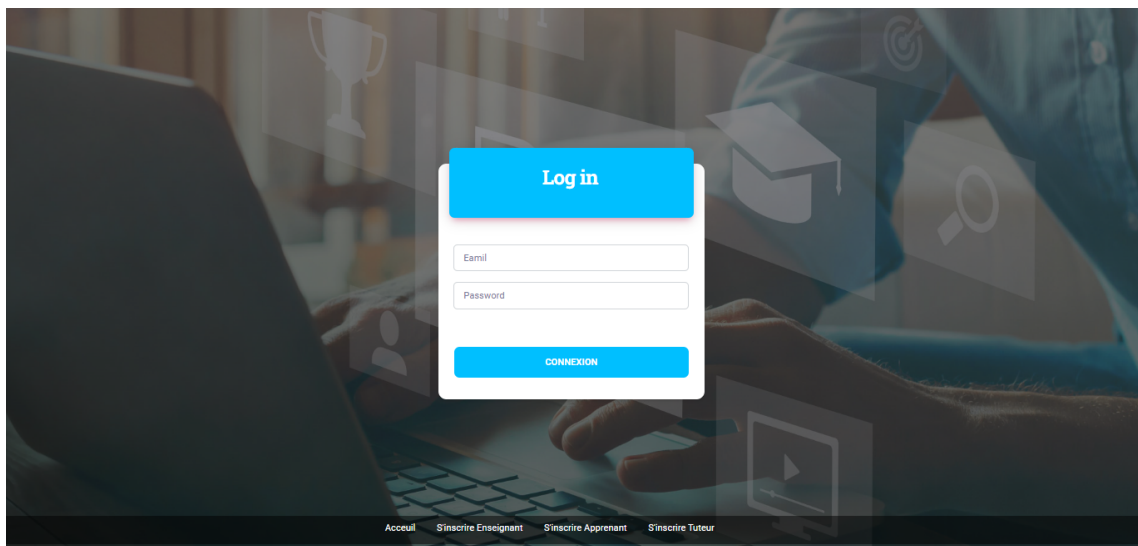 Log in
Eamil
Password
CONNEXION
Acceuil S'inscrire Enseignant S'inscrire Apprenant S'inscrire Tuteur